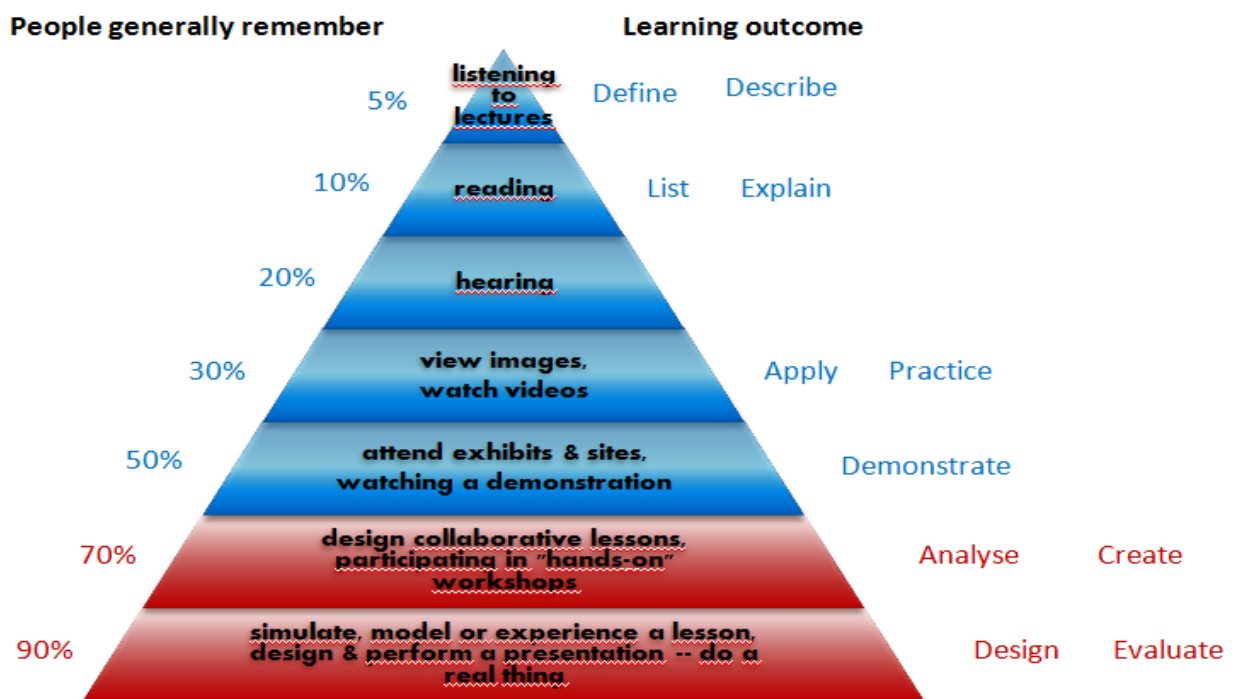 People generally remember
Learning outcome
listening
to
lectures
5%
Define
Describe
10%
reading
List
Explain
20%
hearing
30%
view images,
watch videos
Apply
Practice
50%
attend exhibits & sites,
watching a demonstration
Demonstrate
70%
design collaborative lessons,
participating in "hands-on"
workshops
Analyse
Create
90%
simulate, model or experience a lesson,
design & perform a presentation -- do a
real thing
Design
Evaluate